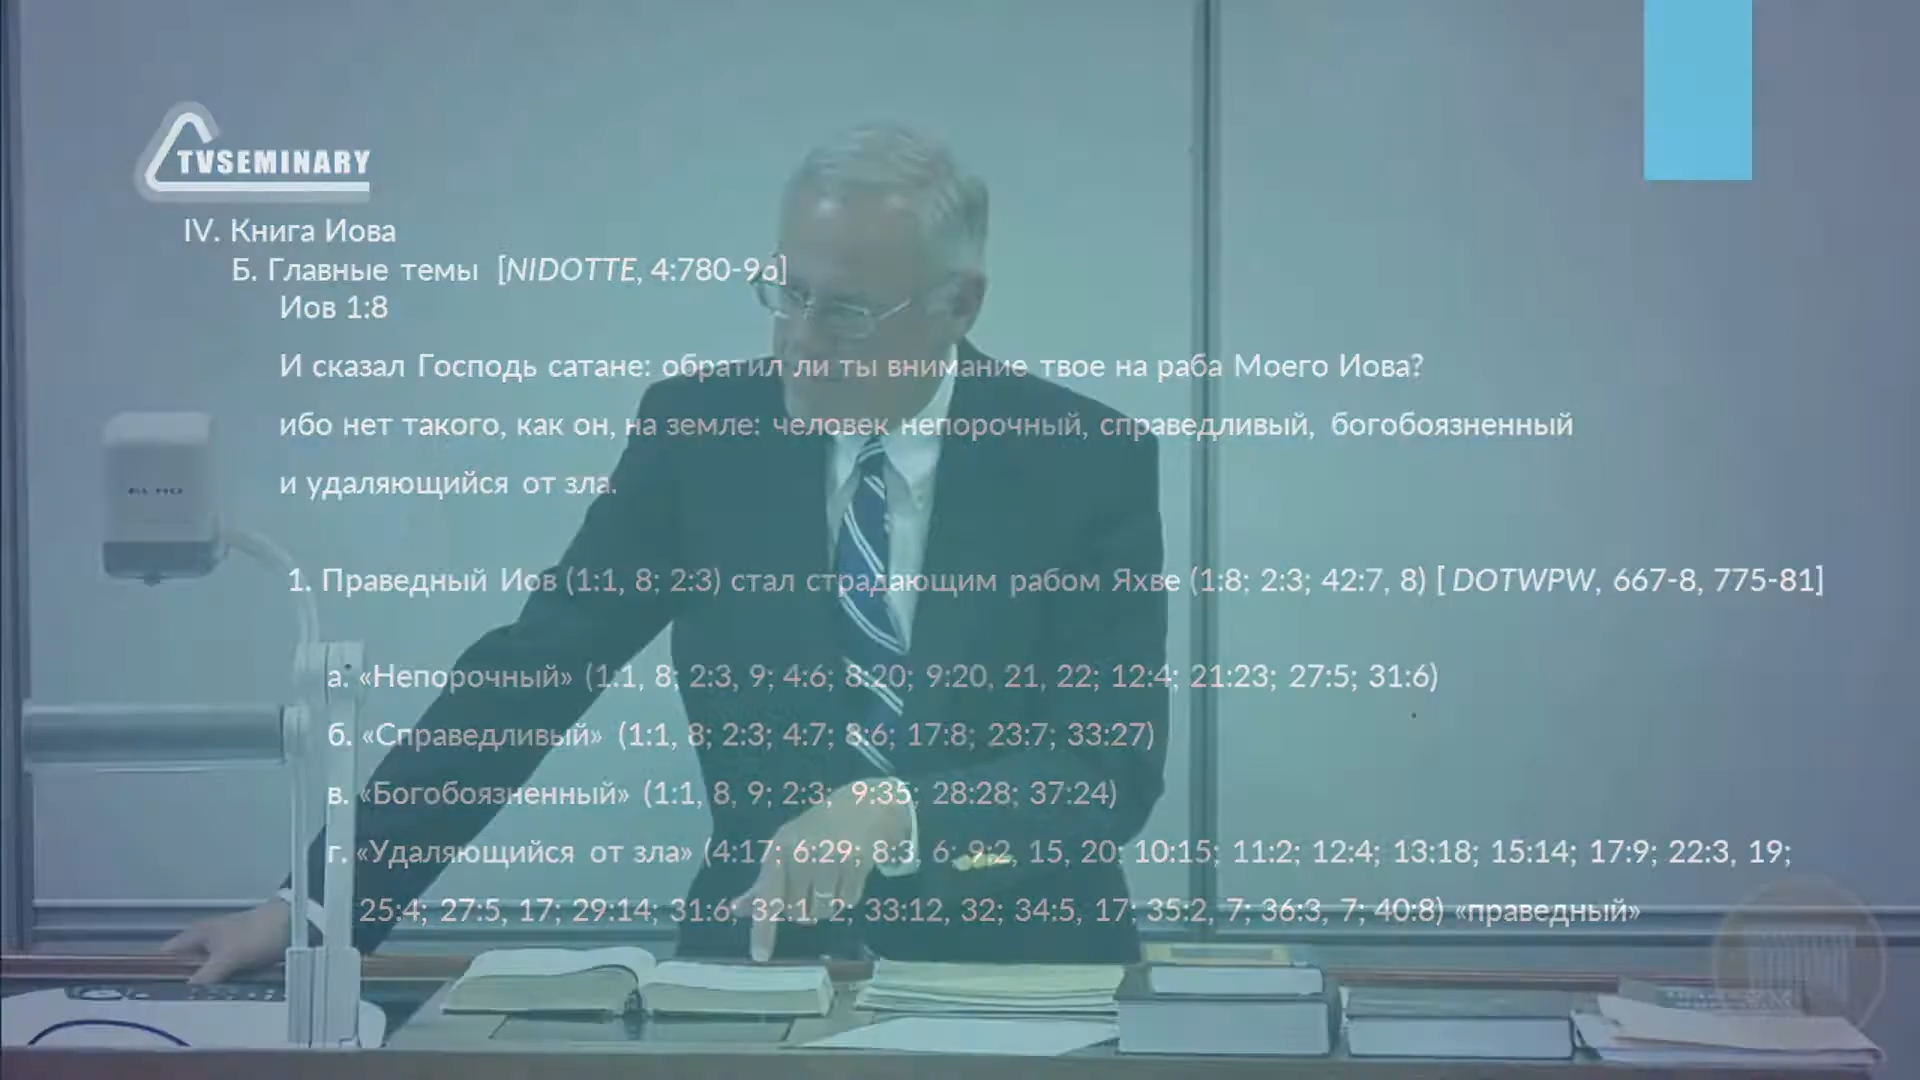 TVSEMINARY
IV. Книга Иова
Б. Главные темы [NIDOTTE, 4:780-96]
Иов 1:8
И сказал Господь сатане: обратил ли ты внимание твое на раба Моего Иова?
ибо нет такого, как он, на земле: человек непорочный, справедливый, богобоязненный
и удаляющийся от зла.
1. Праведный Иов (1:1, 8; 2:3) стал страдающим рабом Яхве (1:8; 2:3; 42:7, 8) [ DOTWPW, 667-8, 775-81]
а. «Непорочный» (1:1, 8; 2:3, 9; 4:6; 8:20; 9:20, 21, 22; 12:4; 21:23; 27:5; 31:6)
б. «Справедливый» (1:1, 8; 2:3; 4:7; 8:6; 17:8; 23:7; 33:27)
в. «Богобоязненный» (1:1, 8, 9; 2:3; 9:35; 28:28; 37:24)
г. «Удаляющийся от зла» (4:17; 6:29; 8:3, 6; 9:2, 15, 20; 10:15; 11:2; 12:4; 13:18; 15:14; 17:9; 22:3, 19;
25:4; 27:5, 17; 29:14; 31:6; 32:1, 2; 33:12, 32; 34:5, 17; 35:2, 7; 36:3, 7; 40:8) «праведный»
ELMO